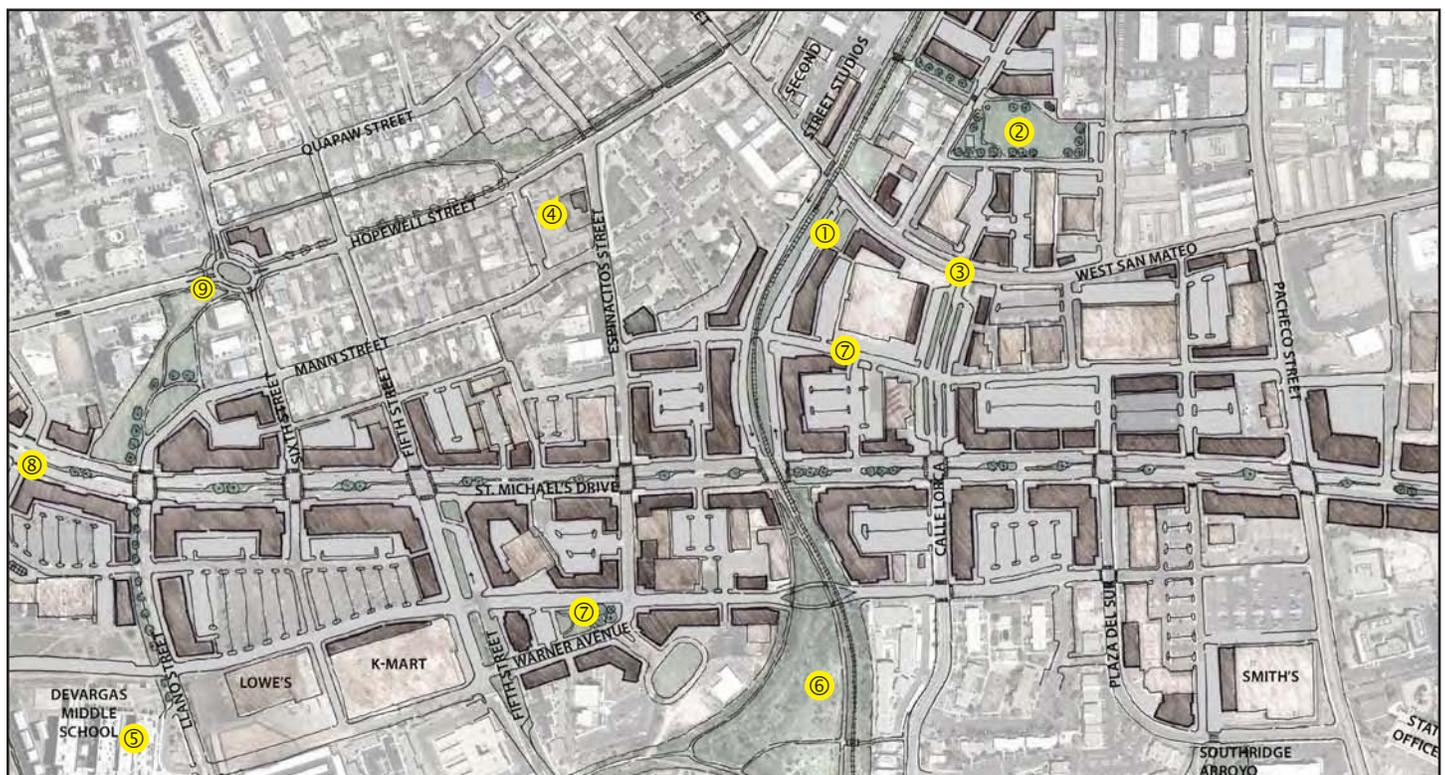 SECOND
STREET STUDIOS
②
QUAPAW STREET
④
HOPEWELL STREET
ESPINACITOS STREET
①
③
WEST SAN MATEO
PACHECO STREET
⑨
MANN STREET
⑦
SIXTH STREET
FIFTH STREET
⑧
ST. MICHAEL'S DRIVE
CALLE LORCA
⑦
WARNER AVENUE
FIFTH STREET
PLAZA DEL SUR
K-MART
LOWE'S
LLANO STREET
⑥
SMITH'S
DEVARGAS
MIDDLE
SCHOOL
⑤
OFFICE
SOUTHRIDGE
ARROYO